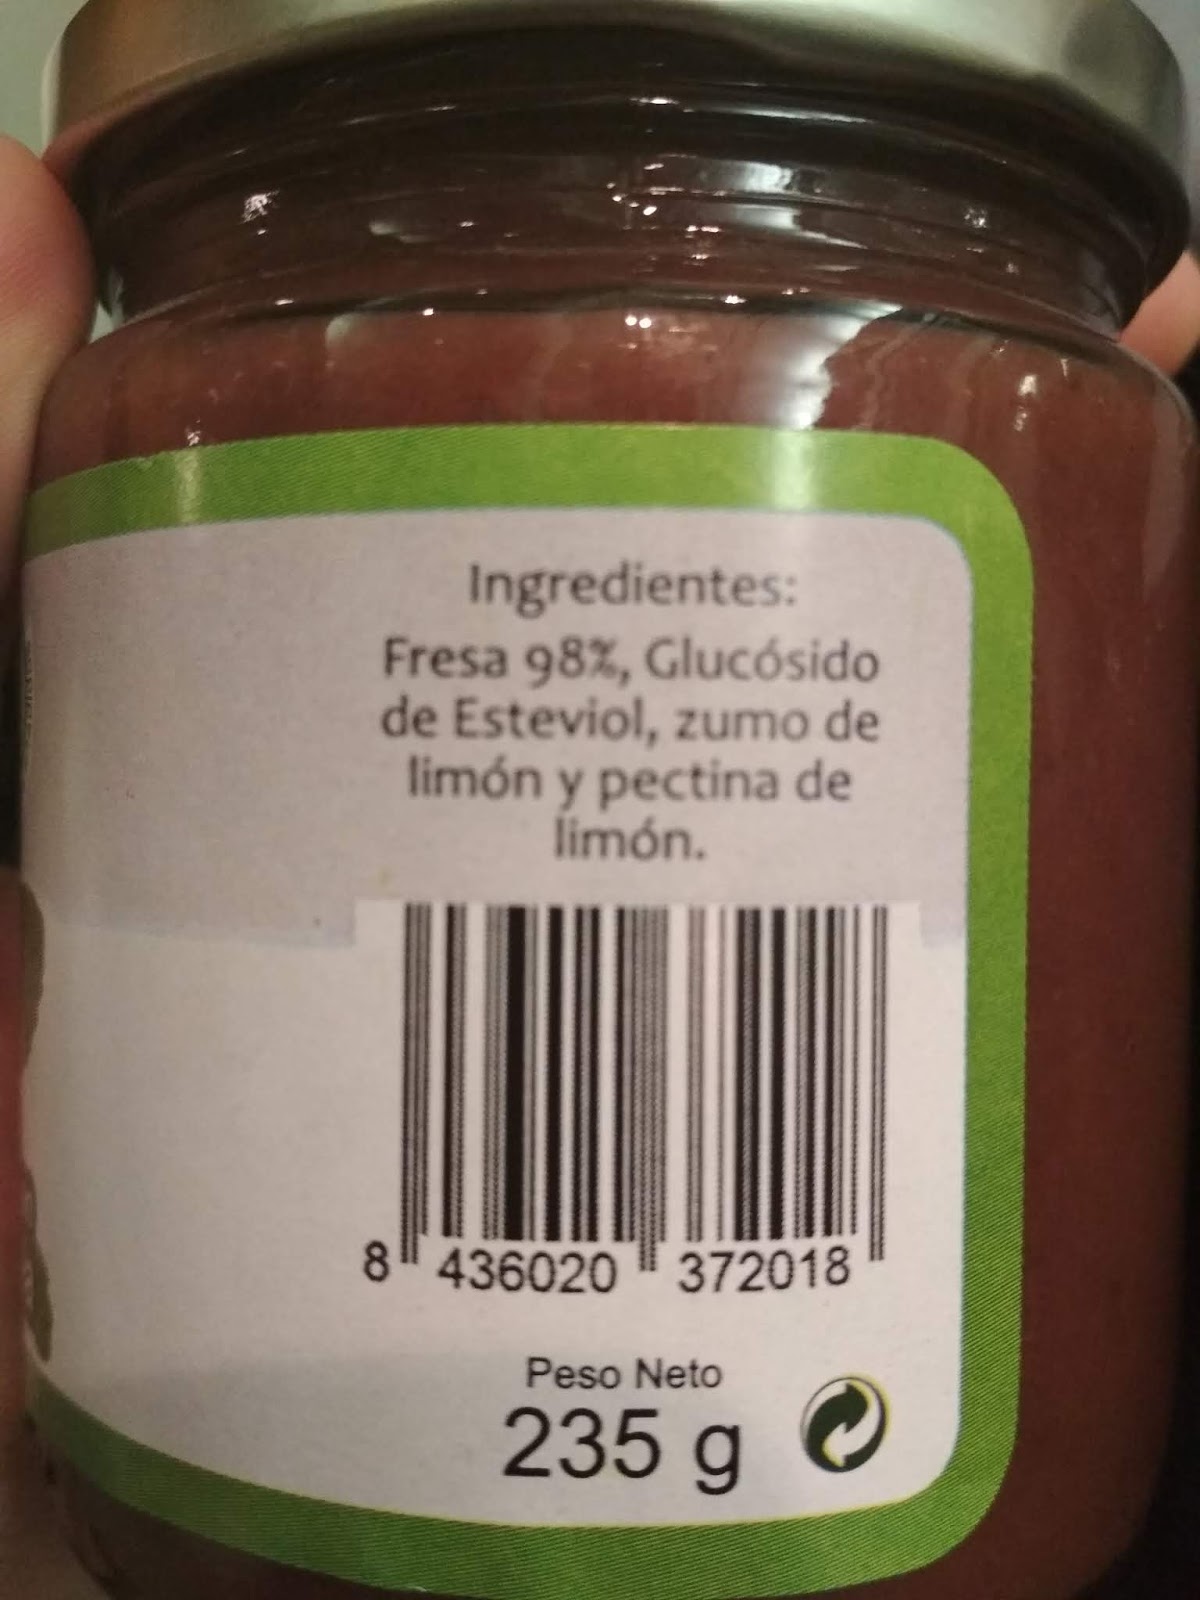 Ingredientes:
Fresa 98%, Glucósido
de Esteviol, zumo de
limón y pectina de
limón.
8 436020 372018
Peso Neto
235 g